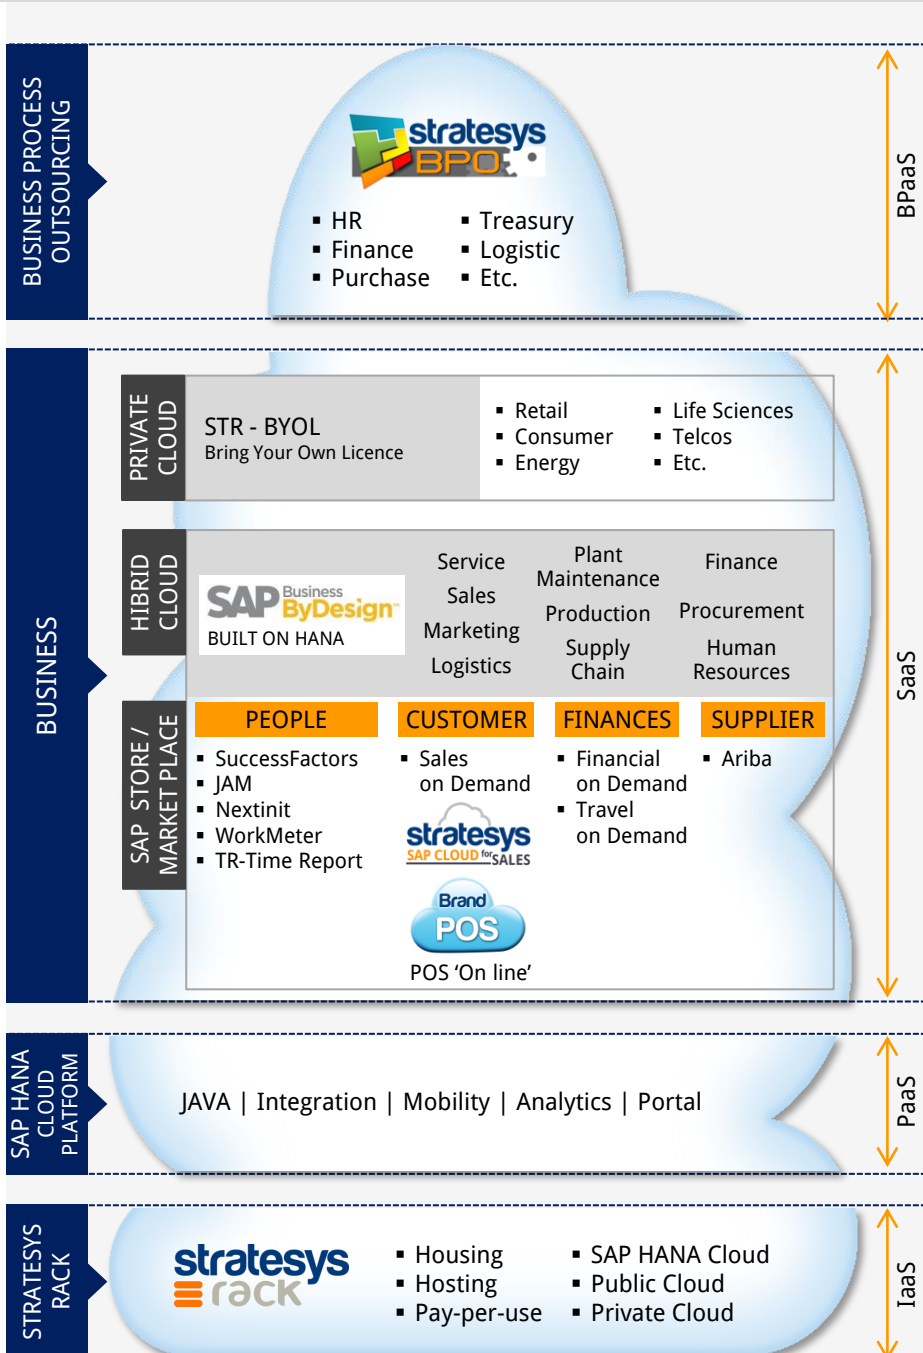 BUSINESS PROCESS
OUTSOURCING
stratesys
BPO
▪ HR
▪ Finance
▪ Purchase
▪ Treasury
▪ Logistic
▪ Etc.
BPaaS
BUSINESS
PRIVATE
CLOUD
STR - BYOL
Bring Your Own Licence
▪ Retail
▪ Consumer
▪ Energy
▪ Life Sciences
▪ Telcos
▪ Etc.
HIBRID
CLOUD
SAP Business
ByDesign™
BUILT ON HANA
Service
Sales
Marketing
Logistics
Plant
Maintenance
Production
Supply
Chain
Finance
Procurement
Human
Resources
SaaS
SAP STORE /
MARKET PLACE
PEOPLE
▪ SuccessFactors
▪ JAM
▪ Nextinit
▪ WorkMeter
▪ TR-Time Report
CUSTOMER
▪ Sales
on Demand
stratesys
SAP CLOUD for SALES
Brand
POS
POS ‘On line’
FINANCES
▪ Financial
on Demand
▪ Travel
on Demand
SUPPLIER
▪ Ariba
SAP HANA
CLOUD
PLATFORM
JAVA | Integration | Mobility | Analytics | Portal
PaaS
STRATESYS
RACK
stratesys
rack
▪ Housing
▪ Hosting
▪ Pay-per-use
▪ SAP HANA Cloud
▪ Public Cloud
▪ Private Cloud
IaaS